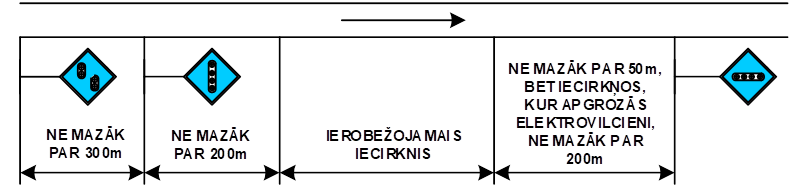 NE MAZĀK
PAR 300m
NE MAZĀK
PAR 200m
IEROBEŽOJAMAIS
IECIRKNIS
NE MAZĀK PAR 50m,
BET IECIRKŅOS,
KUR APGROZĀS
ELEKTROVILCIENI,
NE MAZĀK PAR
200m